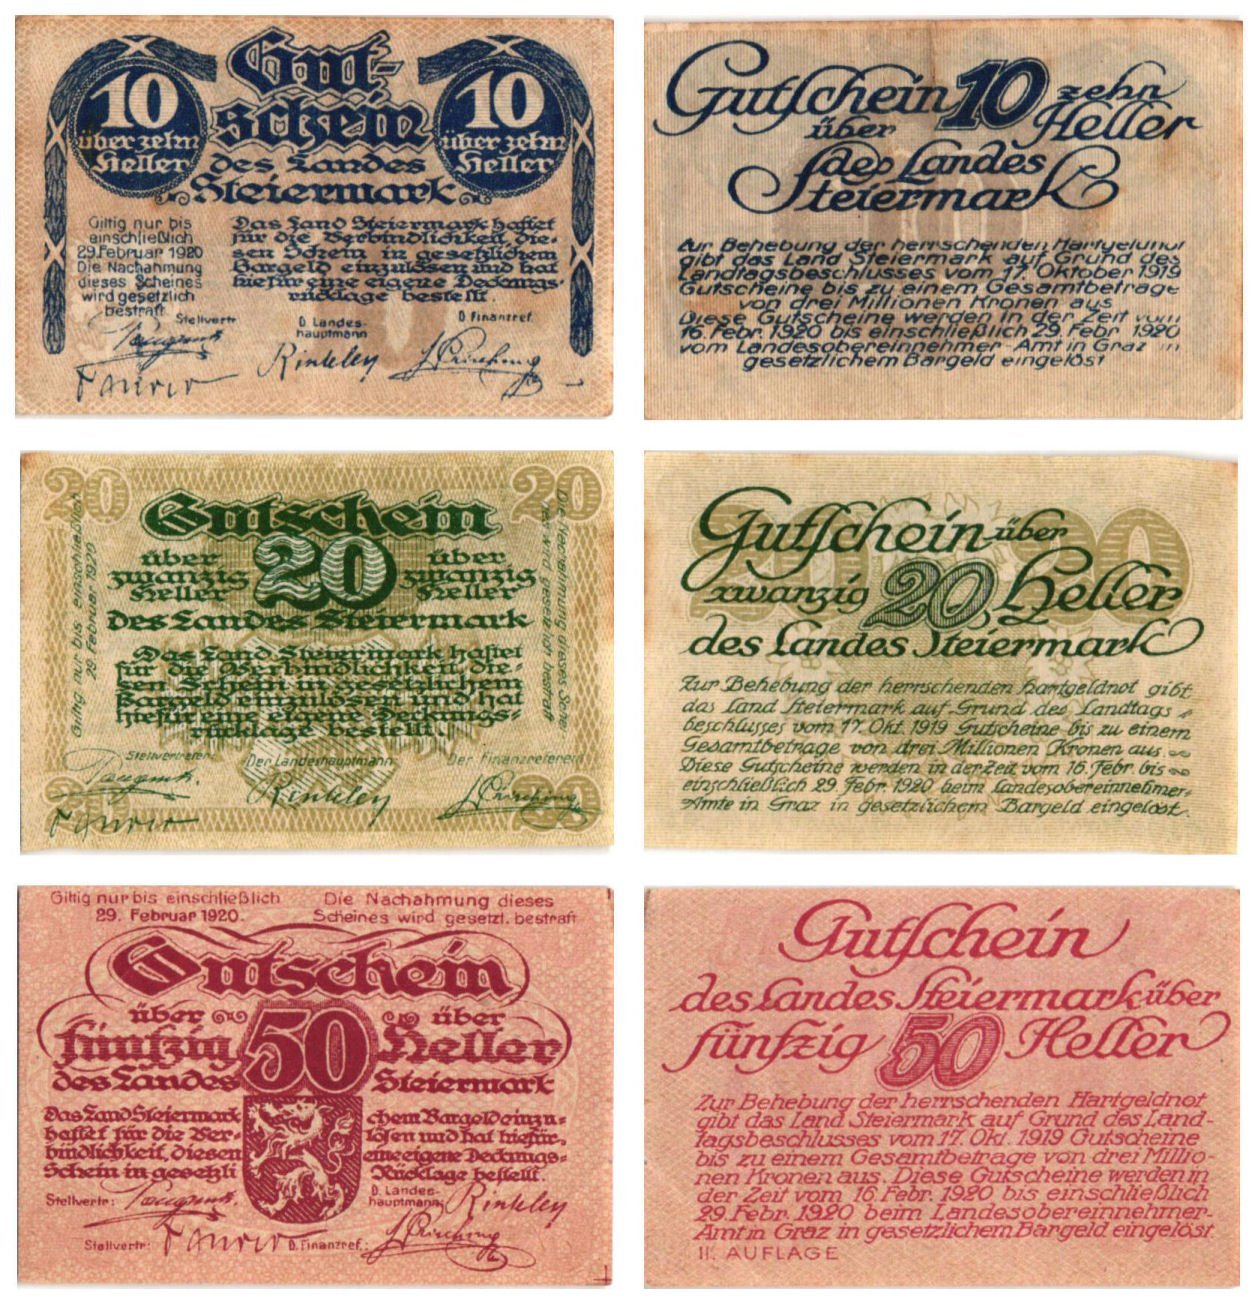 Gut-
schein
des Landes
Steiermark
10
über zehn
Heller
10
über zehn
Heller
Giltig nur bis
einschließlich
29. Februar 1920
Die Nachahmung
dieses Scheines
wird gesetzlich
bestraft
Das Land Steiermark haftet
für die Verbindlichkeit, die-
sen Schein in gesetzlichem
Bargeld einzulösen und hat
hiefür eine eigene Deckungs-
rücklage bestellt.
Stellvertr
D. Landes-
hauptmann
D. Finanzref.
Rintelen
Gutschein 10 zehn
über Heller
des Landes
Steiermark
Zur Behebung der herrschenden Hartgeldnot
gibt das Land Steiermark auf Grund des
Landtagsbeschlusses vom 17. Oktober 1919
Gutscheine bis zu einem Gesamtbetrage
von drei Millionen Kronen aus
Diese Gutscheine werden in der Zeit vom
16. Febr. 1920 bis einschließlich 29. Febr. 1920
vom Landesobereinnehmer-Amt in Graz in
gesetzlichem Bargeld eingelöst
20 20
Gutschein
über 20 über
zwanzig zwanzig
Heller Heller
des Landes Steiermark
Giltig nur bis einschließlich
29. Februar 1920
Die Nachahmung dieses Schei-
nes wird gesetzlich bestraft
Das Land Steiermark haftet
für die Verbindlichkeit, die-
sen Schein in gesetzlichem
Bargeld einzulösen und hat
hiefür eine eigene Deckungs-
rücklage bestellt.
Stellvertreter
Der Landeshauptmann
Der Finanzreferent
Rintelen
20 20
20 20
Gutschein über
zwanzig 20 Heller
des Landes Steiermark
Zur Behebung der herrschenden Hartgeldnot gibt
das Land Steiermark auf Grund des Landtags-
beschlusses vom 17. Okt. 1919 Gutscheine bis zu einem
Gesamtbetrage von drei Millionen Kronen aus.
Diese Gutscheine werden in der Zeit vom 16. Febr. bis
einschließlich 29. Febr. 1920 beim Landesobereinnehmer-
Amte in Graz in gesetzlichem Bargeld eingelöst.
Giltig nur bis einschließlich
29. Februar 1920.
Die Nachahmung dieses
Scheines wird gesetzl. bestraft
Gutschein
über über
fünfzig 50 Heller
des Landes Steiermark
Das Land Steiermark
haftet für die Ver-
bindlichkeit, diesen
Schein in gesetzli
chem Bargeld einzu-
lösen und hat hiefür
eine eigene Deckungs-
Rücklage bestellt.
Stellvertr:
D. Landes-
hauptmann
Rintelen
Stellvertr:
D. Finanzref.:
Gutschein
des Landes Steiermark über
fünfzig 50 Heller
Zur Behebung der herrschenden Hartgeldnot
gibt das Land Steiermark auf Grund des Land-
tagsbeschlusses vom 17. Okt. 1919 Gutscheine
bis zu einem Gesamtbetrage von drei Millio-
nen Kronen aus. Diese Gutscheine werden in
der Zeit vom 16. Febr. 1920 bis einschließlich
29. Febr. 1920 beim Landesobereinnehmer-
Amt in Graz in gesetzlichem Bargeld eingelöst
II. AUFLAGE